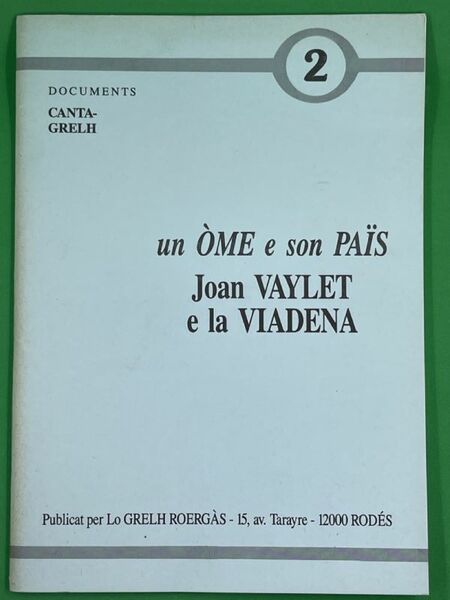 2
DOCUMENTS
CANTA-
GRELH
un ÒME e son PAÏS
Joan VAYLET
e la VIADENA
Publicat per Lo GRELH ROERGÀS - 15, av. Tarayre - 12000 RODÉS